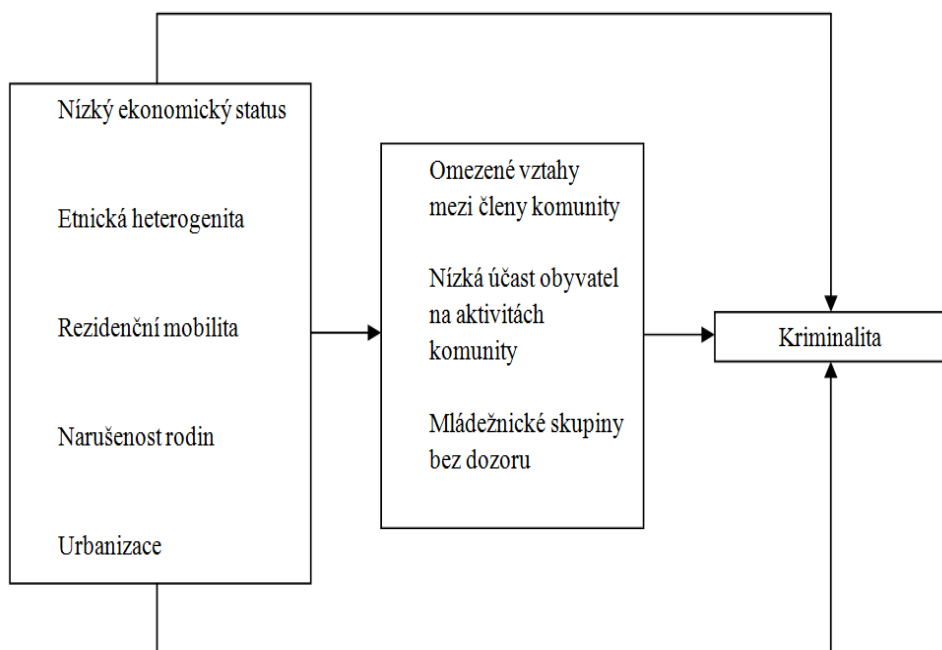 Nízký ekonomický status
Etnická heterogenita
Rezidenční mobilita
Narušenost rodin
Urbanizace
Omezené vztahy
mezi členy komunity
Nízká účast obyvatel
na aktivitách
komunity
Mládežnické skupiny
bez dozoru
Kriminalita